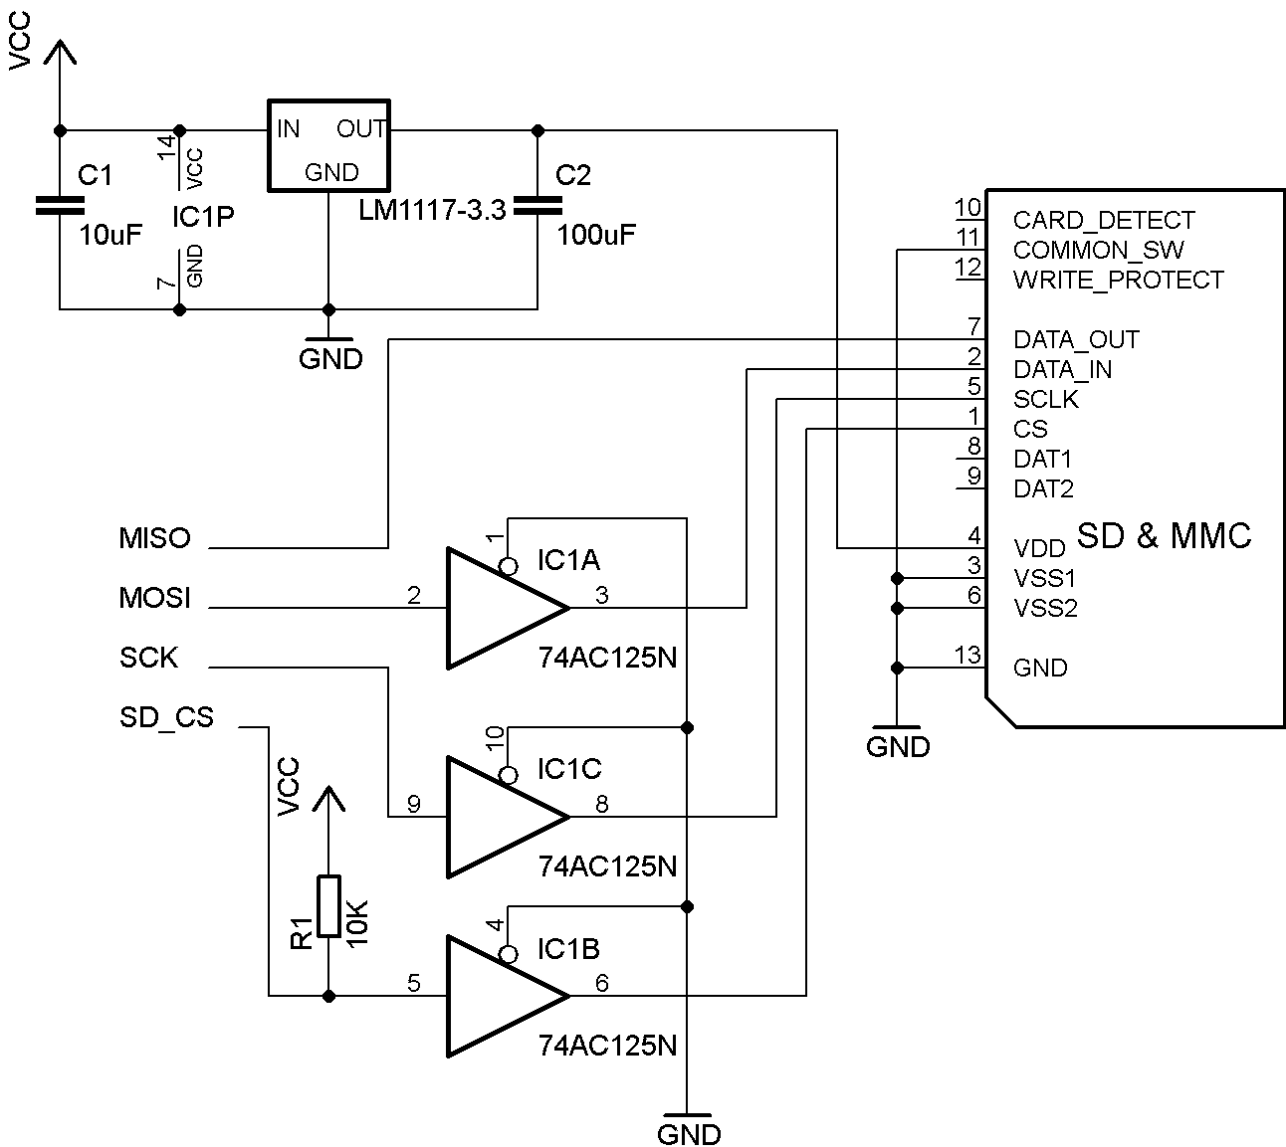 VCC
IN OUT
GND
LM1117-3.3
C1
10uF
14
VCC
IC1P
7
GND
C2
100uF
GND
10 CARD_DETECT
11 COMMON_SW
12 WRITE_PROTECT
7 DATA_OUT
2 DATA_IN
5 SCLK
1 CS
8 DAT1
9 DAT2
4 VDD
SD & MMC
3 VSS1
6 VSS2
13 GND
GND
MISO
MOSI
SCK
SD_CS
1
IC1A
2 3
74AC125N
10
IC1C
9 8
74AC125N
VCC
R1
10K
4
IC1B
5 6
74AC125N
GND